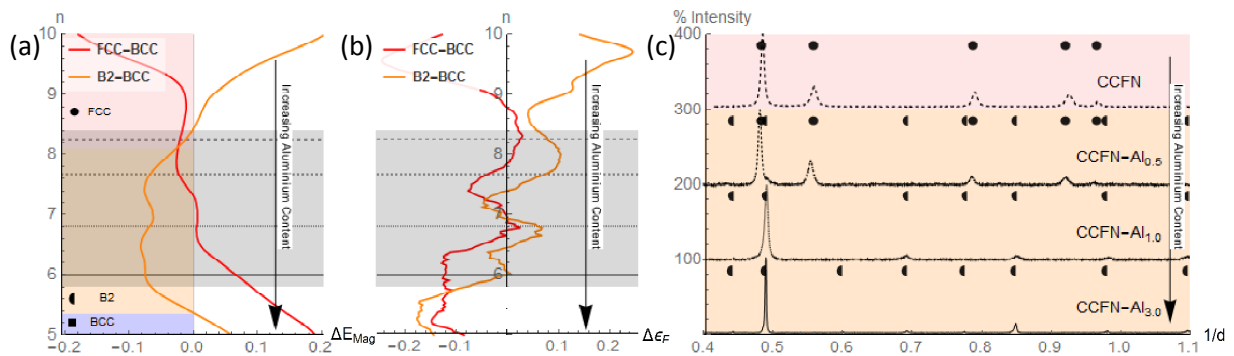 (a)
n
FCC-BCC
B2-BCC
FCC
B2
BCC
Increasing Aluminium Content
10
9
8
7
6
5
-0.2 -0.1 0.0 0.1 0.2
ΔE_Mag
(b)
n
FCC-BCC
B2-BCC
Increasing Aluminium Content
10
9
8
7
6
-0.1 0.0 0.1 0.2
Δϵ_F
(c)
% Intensity
400
300
200
100
CCFN
CCFN-Al0.5
CCFN-Al1.0
CCFN-Al3.0
Increasing Aluminium Content
0.4 0.5 0.6 0.7 0.8 0.9 1.0 1.1
1/d